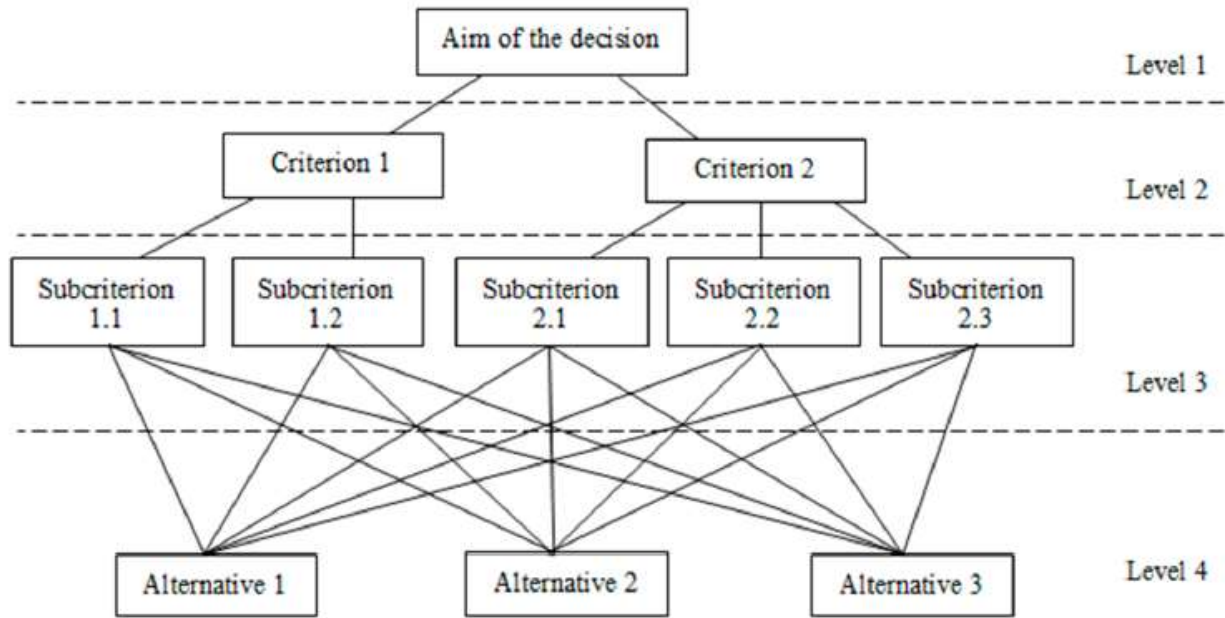 Aim of the decision
Level 1
Criterion 1
Criterion 2
Level 2
Subcriterion
1.1
Subcriterion
1.2
Subcriterion
2.1
Subcriterion
2.2
Subcriterion
2.3
Level 3
Alternative 1
Alternative 2
Alternative 3
Level 4